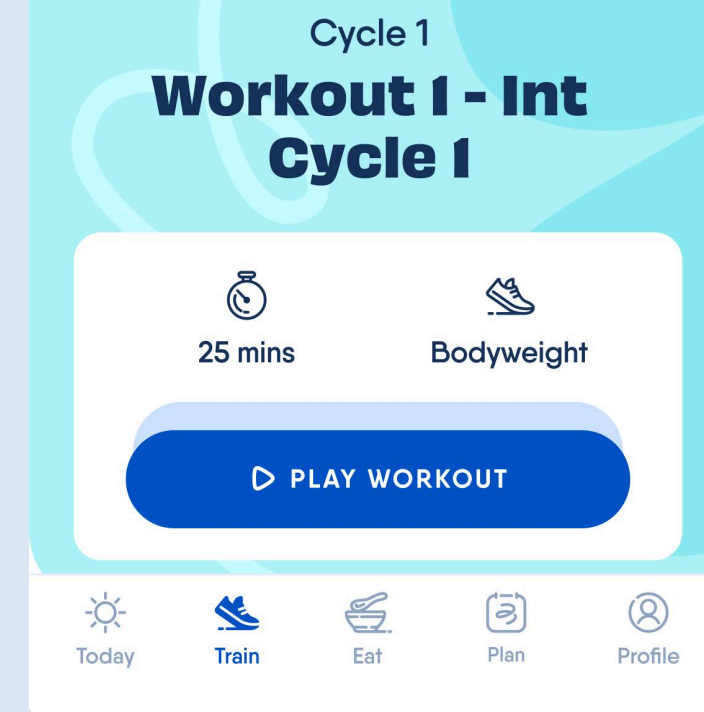 Cycle 1
Workout 1 - Int
Cycle 1
25 mins
Bodyweight
PLAY WORKOUT
Today
Train
Eat
Plan
Profile